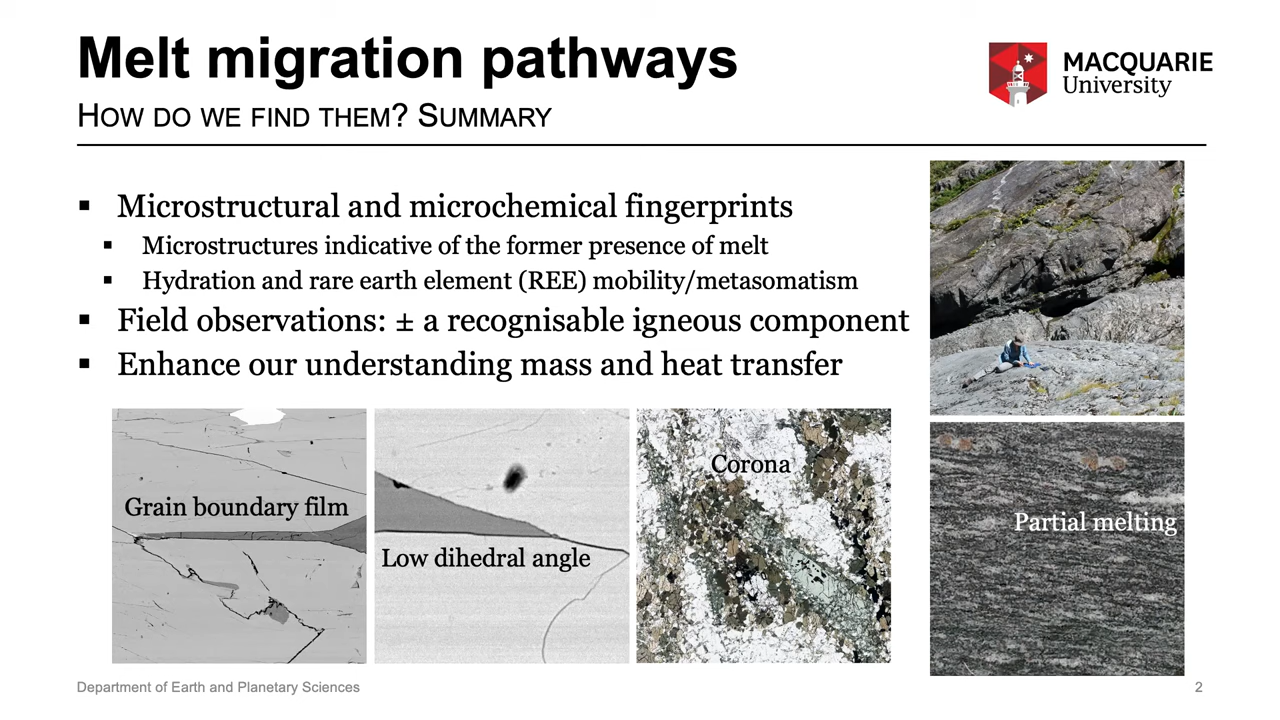 Melt migration pathways
HOW DO WE FIND THEM? SUMMARY
MACQUARIE
University
▪ Microstructural and microchemical fingerprints
▪ Microstructures indicative of the former presence of melt
▪ Hydration and rare earth element (REE) mobility/metasomatism
▪ Field observations: ± a recognisable igneous component
▪ Enhance our understanding mass and heat transfer
Grain boundary film
Low dihedral angle
Corona
Partial melting
Department of Earth and Planetary Sciences
2